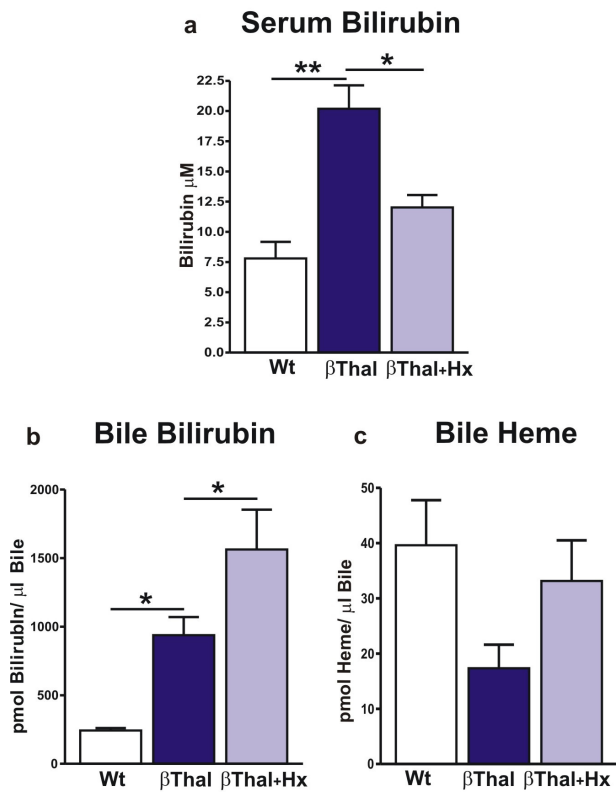 a Serum Bilirubin
** *
Bilirubin μM
22.5
20.0
17.5
15.0
12.5
10.0
7.5
5.0
2.5
0.0
Wt βThal βThal+Hx
b Bile Bilirubin
*
*
pmol BilirubIn/ μl Bile
2000
1500
1000
500
0
Wt βThal βThal+Hx
c Bile Heme
pmol Heme/ μl Bile
50
40
30
20
10
0
Wt βThal βThal+Hx